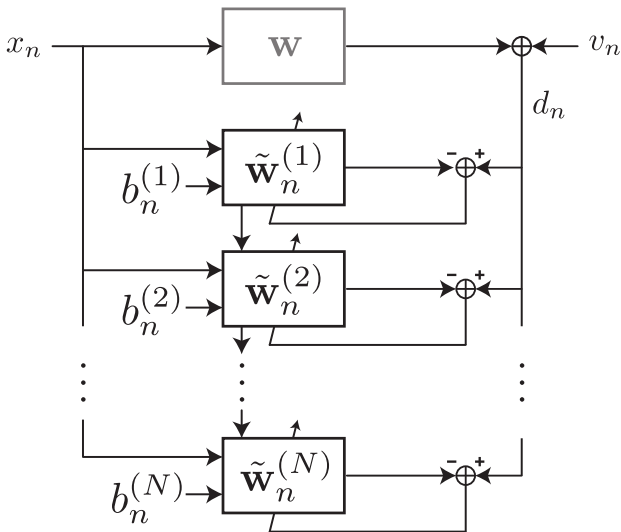 x_n w v_n
d_n
− +
w̃_n^{(1)}
b_n^{(1)}
− +
w̃_n^{(2)}
b_n^{(2)}
− +
w̃_n^{(N)}
b_n^{(N)}